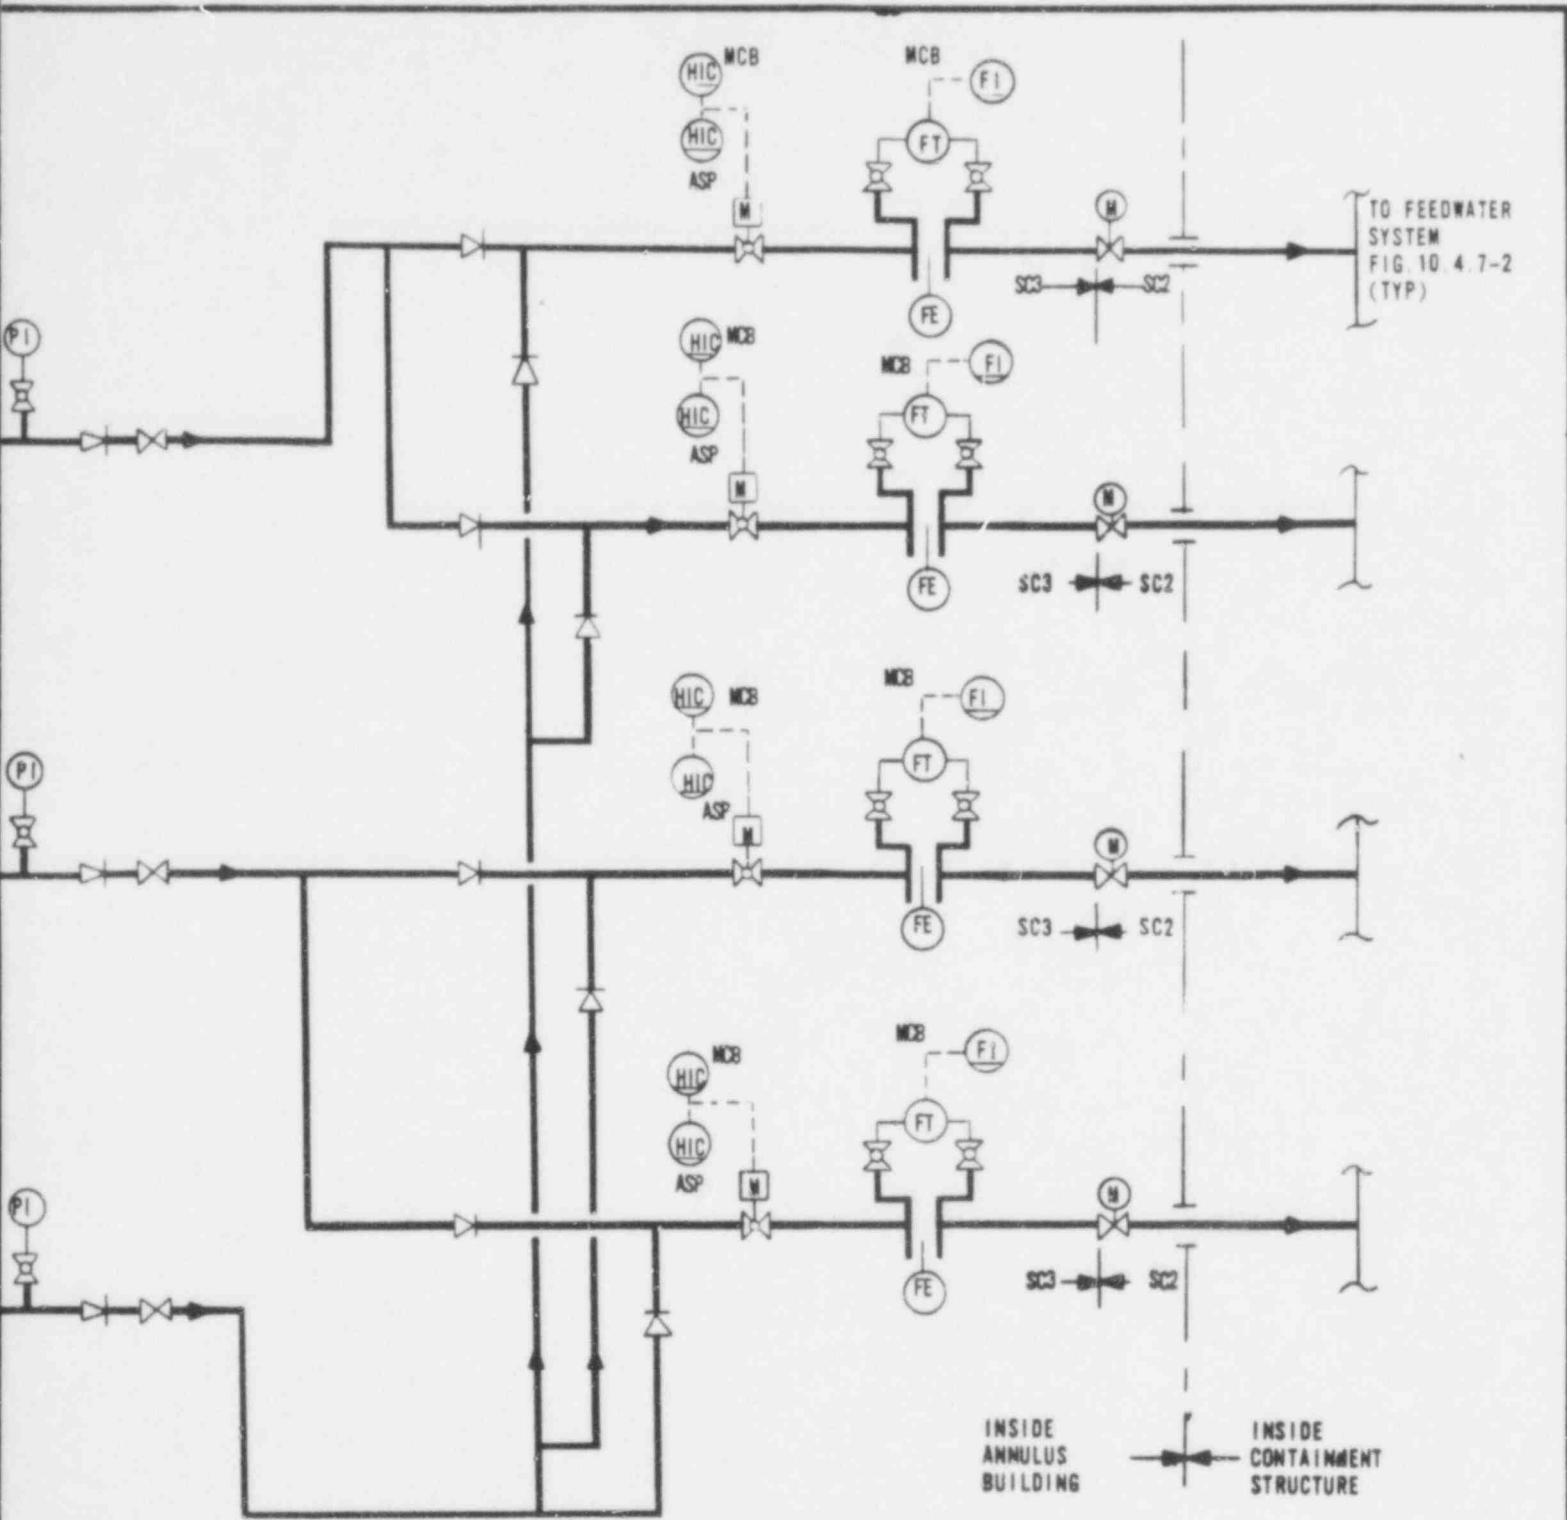 HIC MCB
MCB
FI
HIC
FT
ASP
M
M
TO FEEDWATER
SYSTEM
FIG. 10.4.7-2
(TYP)
SC3 SC2
FE
PI
HIC MCB
MCB
FI
HIC
FT
ASP
M
M
FE
SC3 SC2
HIC MCB
MCB
FI
PI
HIC
FT
ASP
M
M
FE
SC3 SC2
HIC MCB
MCB
FI
HIC
FT
ASP
M
M
PI
FE
SC3 SC2
INSIDE
ANNULUS
BUILDING
INSIDE
CONTAINMENT
STRUCTURE